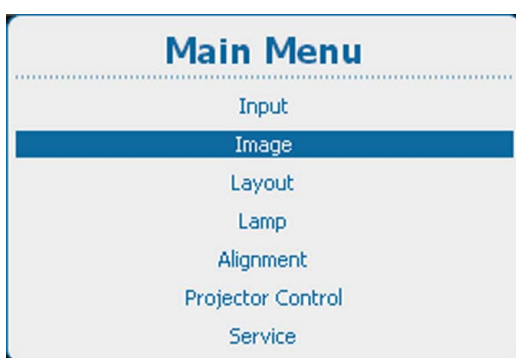 Main Menu
Input
Image
Layout
Lamp
Alignment
Projector Control
Service